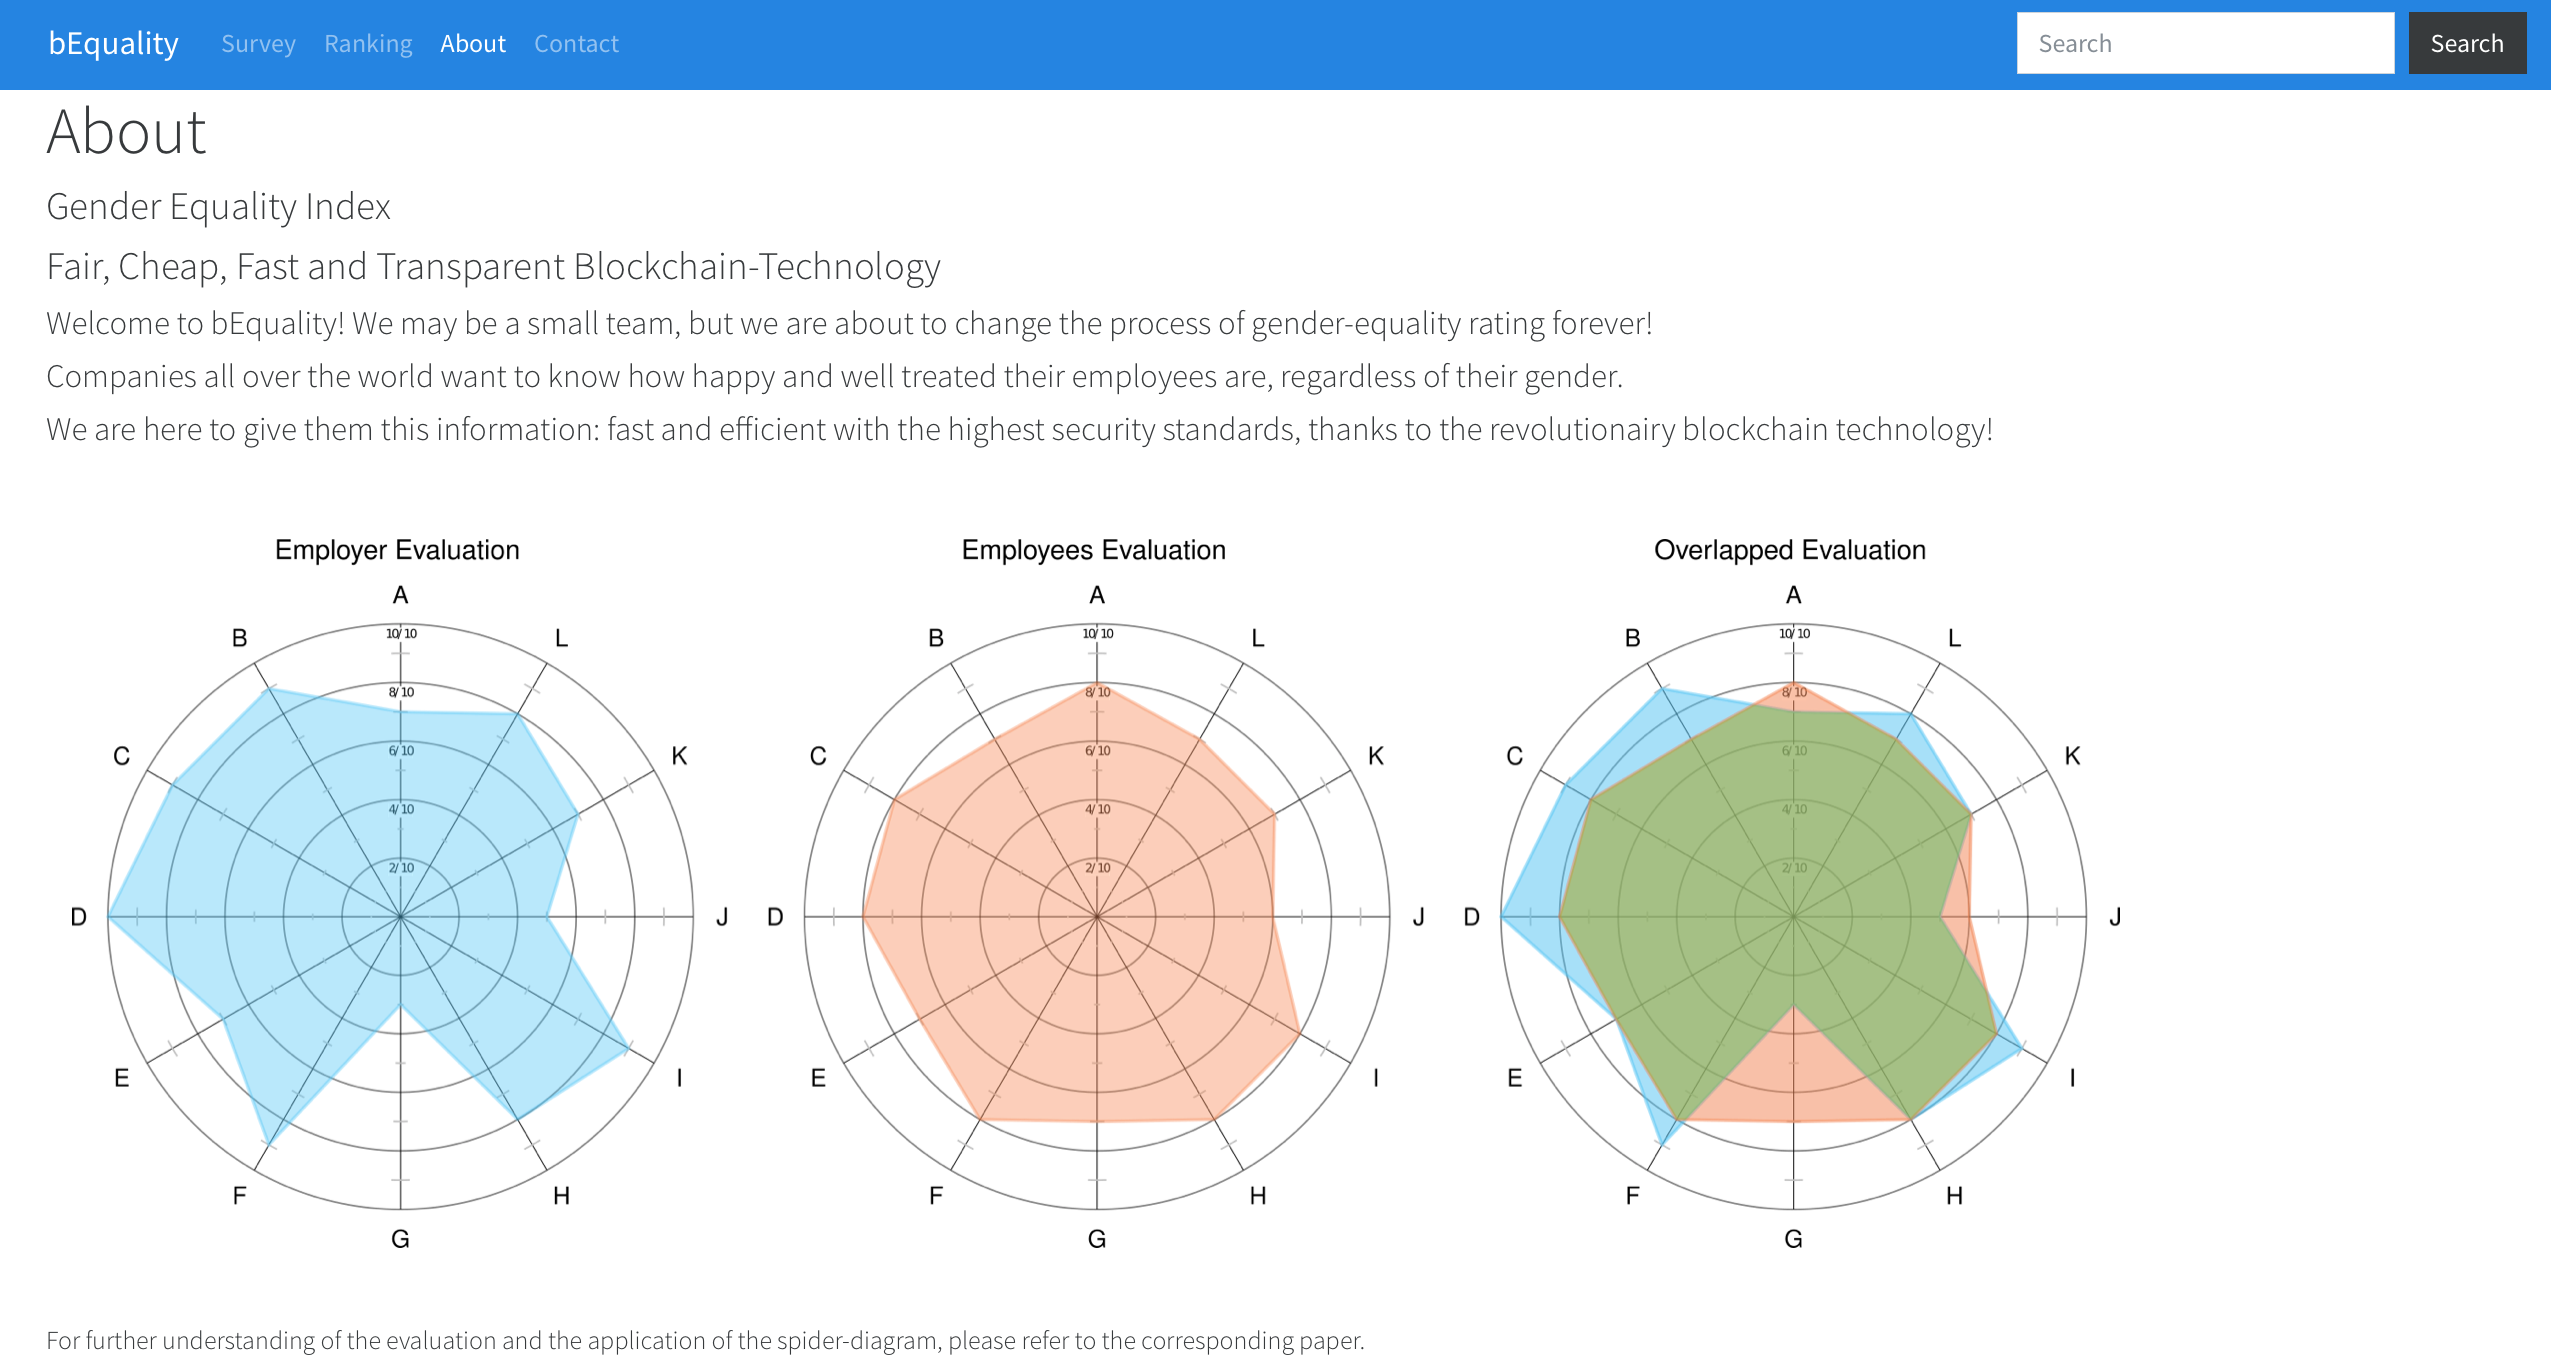 bEquality Survey Ranking About Contact Search Search
About
Gender Equality Index
Fair, Cheap, Fast and Transparent Blockchain-Technology
Welcome to bEquality! We may be a small team, but we are about to change the process of gender-equality rating forever!
Companies all over the world want to know how happy and well treated their employees are, regardless of their gender.
We are here to give them this information: fast and efficient with the highest security standards, thanks to the revolutionairy blockchain technology!
Employer Evaluation
A
B
L
C
K
D
J
E
I
F
H
G
10/10
8/10
6/10
4/10
2/10
Employees Evaluation
A
B
L
C
K
D
J
E
I
F
H
G
10/10
8/10
6/10
4/10
2/10
Overlapped Evaluation
A
B
L
C
K
D
J
E
I
F
H
G
10/10
8/10
6/10
4/10
2/10
For further understanding of the evaluation and the application of the spider-diagram, please refer to the corresponding paper.